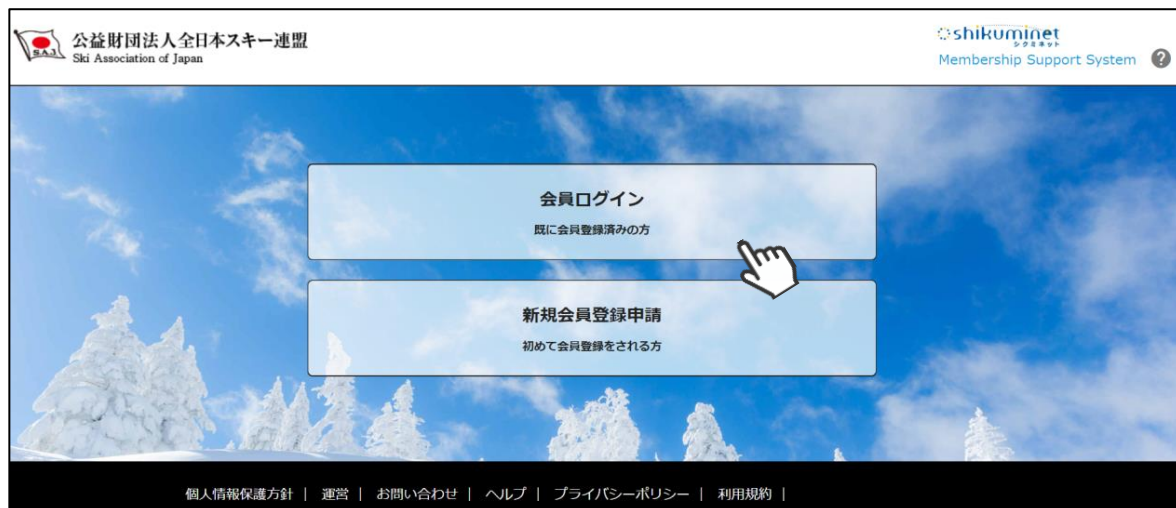 公益財団法人全日本スキー連盟
Ski Association of Japan
SAJ
shikuminet
シクミネット
Membership Support System ?
会員ログイン
既に会員登録済みの方
新規会員登録申請
初めて会員登録をされる方
個人情報保護方針 | 運営 | お問い合わせ | ヘルプ | プライバシーポリシー | 利用規約 |